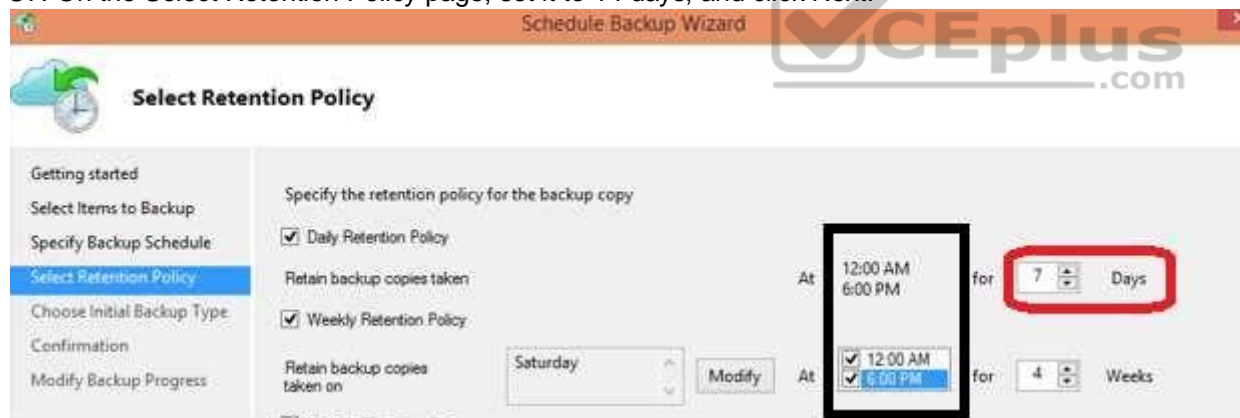 Schedule Backup Wizard
CEplus
.com
Select Retention Policy
Getting started
Select Items to Backup
Specify Backup Schedule
Select Retention Policy
Choose Initial Backup Type
Confirmation
Modify Backup Progress
Specify the retention policy for the backup copy
Daily Retention Policy
Retain backup copies taken At 12:00 AM 6:00 PM for 7 Days
Weekly Retention Policy
Retain backup copies taken on Saturday Modify At 12:00 AM 6:00 PM for 4 Weeks